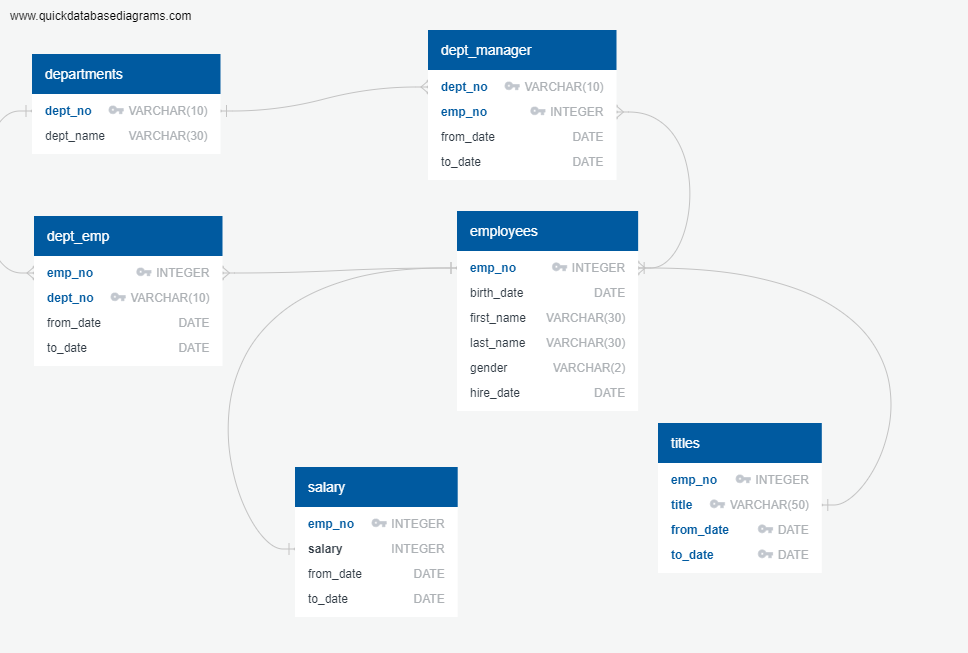 www.quickdatabasediagrams.com
departments
dept_no VARCHAR(10)
dept_name VARCHAR(30)
dept_manager
dept_no VARCHAR(10)
emp_no INTEGER
from_date DATE
to_date DATE
dept_emp
emp_no INTEGER
dept_no VARCHAR(10)
from_date DATE
to_date DATE
employees
emp_no INTEGER
birth_date DATE
first_name VARCHAR(30)
last_name VARCHAR(30)
gender VARCHAR(2)
hire_date DATE
salary
emp_no INTEGER
salary INTEGER
from_date DATE
to_date DATE
titles
emp_no INTEGER
title VARCHAR(50)
from_date DATE
to_date DATE